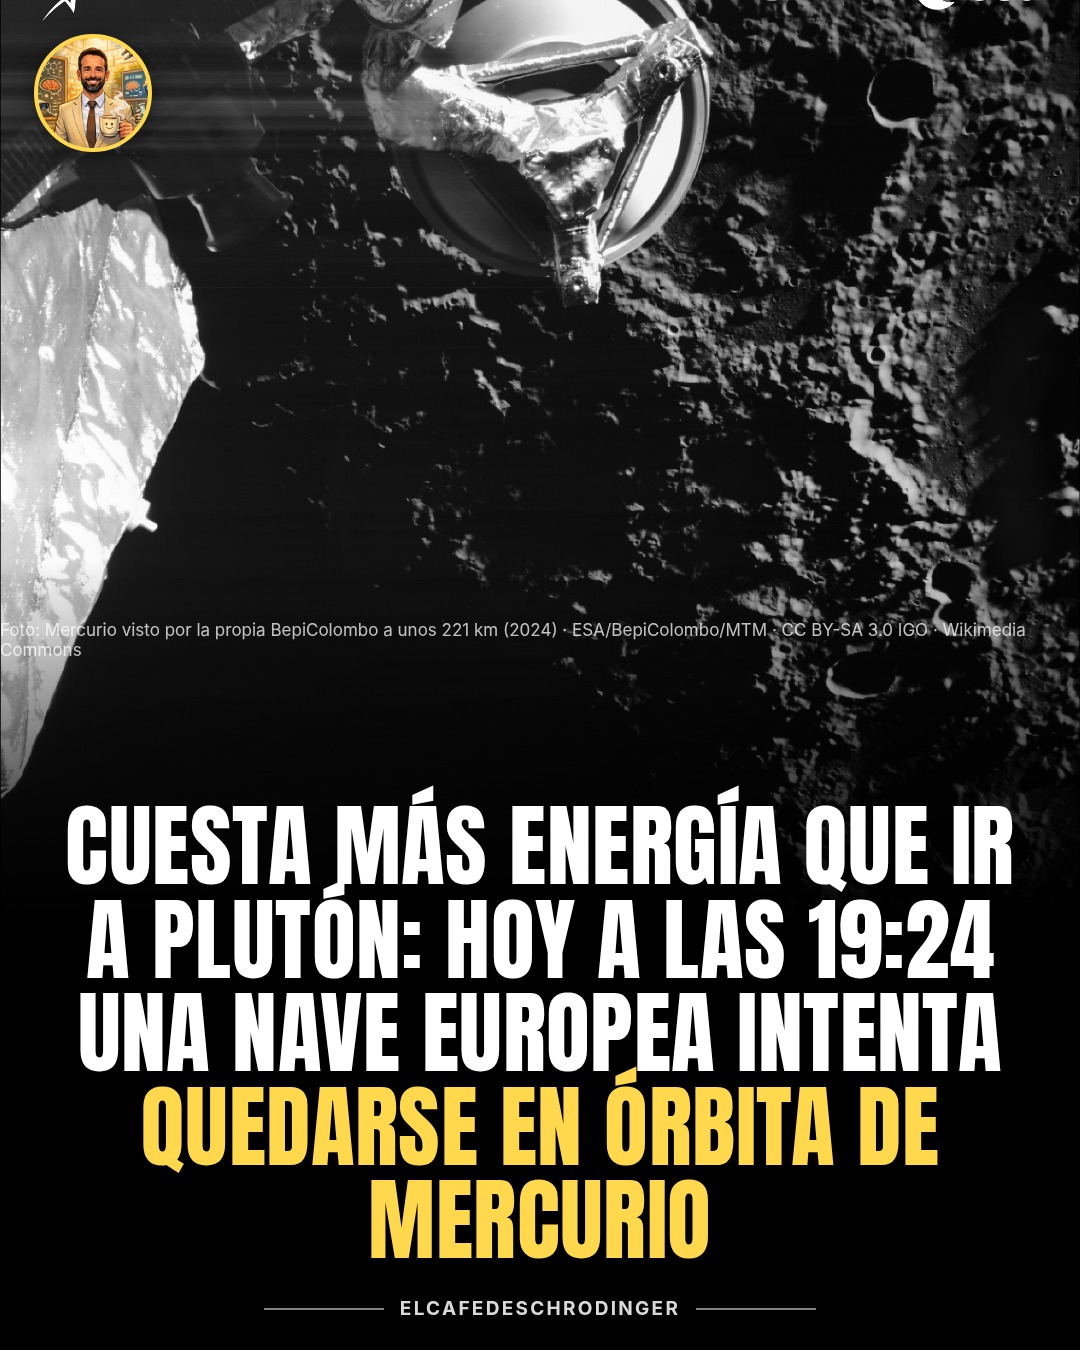 Foto: Mercurio visto por la propia BepiColombo a unos 221 km (2024) · ESA/BepiColombo/MTM · CC BY-SA 3.0 IGO · Wikimedia
Commons
CUESTA MÁS ENERGÍA QUE IR
A PLUTÓN: HOY A LAS 19:24
UNA NAVE EUROPEA INTENTA
QUEDARSE EN ÓRBITA DE
MERCURIO
ELCAFEDESCHRODINGER